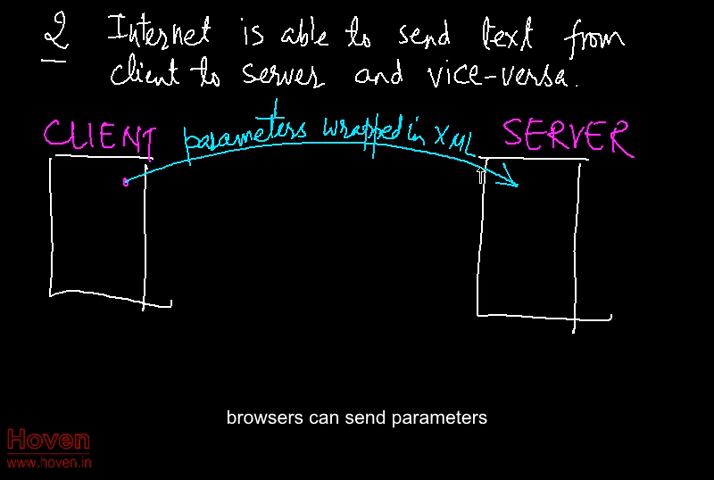 2 Internet is able to send text from
client to server and vice-versa.
CLIENT parameters wrapped in XML SERVER
browsers can send parameters
Hoven
www.hoven.in